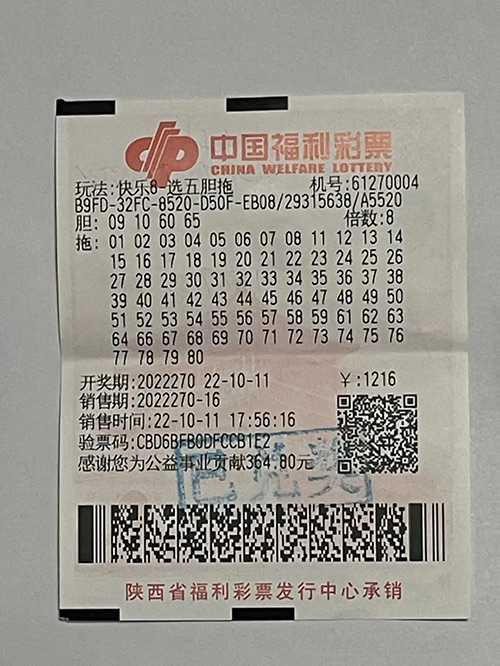 中国福利彩票
CHINA WELFARE LOTTERY
玩法:快乐8-选五胆拖 机号:61270004
B9FD-32FC-8520-D50F-EB08/29315638/A5520
胆: 09 10 60 65 倍数:8
拖: 01 02 03 04 05 06 07 08 11 12 13 14
15 16 17 18 19 20 21 22 23 24 25 26
27 28 29 30 31 32 33 34 35 36 37 38
39 40 41 42 43 44 45 46 47 48 49 50
51 52 53 54 55 56 57 58 59 61 62 63
64 66 67 68 69 70 71 72 73 74 75 76
77 78 79 80
开奖期:2022270 22-10-11 ¥:1216
销售期:2022270-16
销售时间:22-10-11 17:56:16
验票码:CBD6BFB0DFCCB1E2
感谢您为公益事业贡献364.80元
已兑奖
陕西省福利彩票发行中心承销